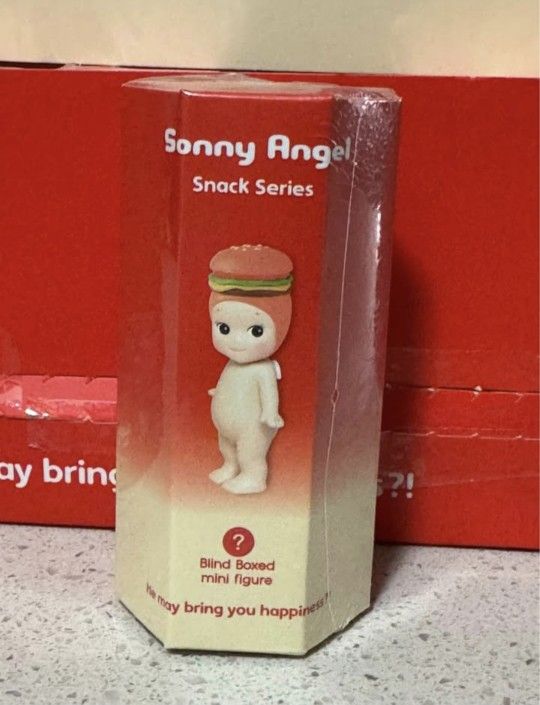 Sonny Angel
Snack Series
?
Blind Boxed
mini figure
He may bring you happiness
ay bring
s?!